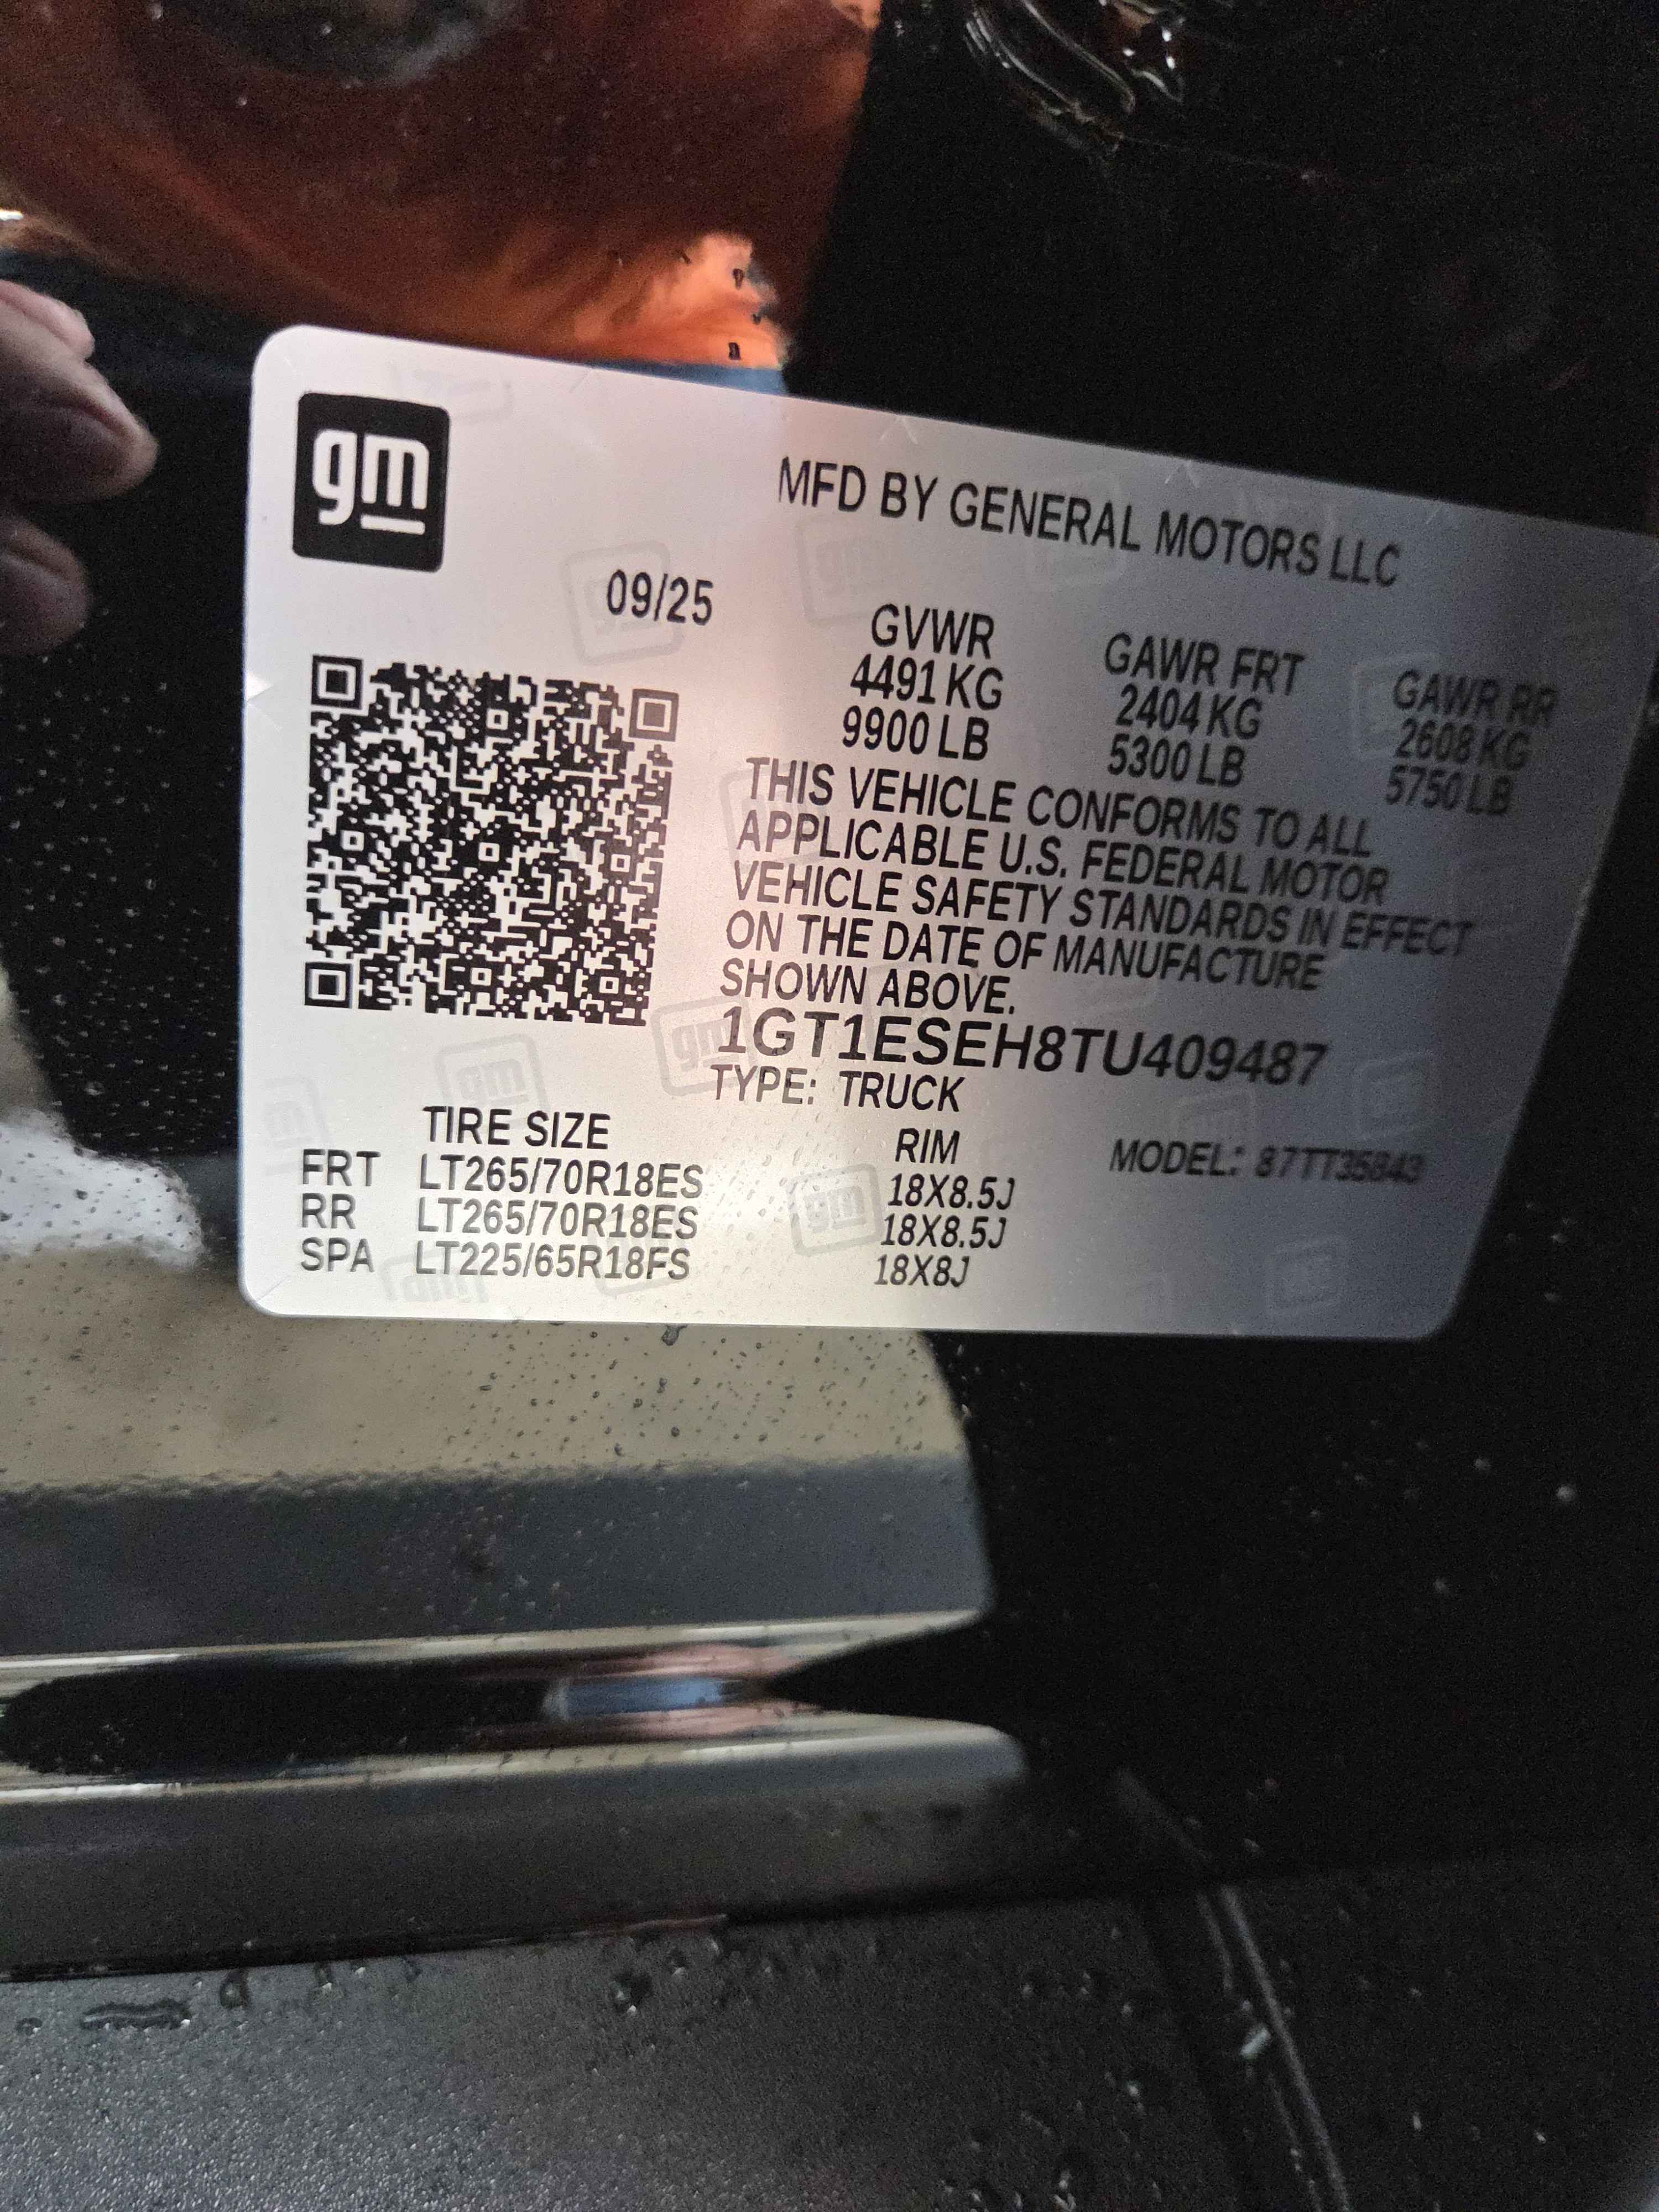 gm
MFD BY GENERAL MOTORS LLC
09/25
GVWR GAWR FRT GAWR RR
4491 KG 2404 KG 2608 KG
9900 LB 5300 LB 5750 LB
THIS VEHICLE CONFORMS TO ALL
APPLICABLE U.S. FEDERAL MOTOR
VEHICLE SAFETY STANDARDS IN EFFECT
ON THE DATE OF MANUFACTURE
SHOWN ABOVE.
1GT1ESEH8TU409487
TYPE: TRUCK
TIRE SIZE RIM MODEL: 87TT35843
FRT LT265/70R18ES 18X8.5J
RR LT265/70R18ES 18X8.5J
SPA LT225/65R18FS 18X8J